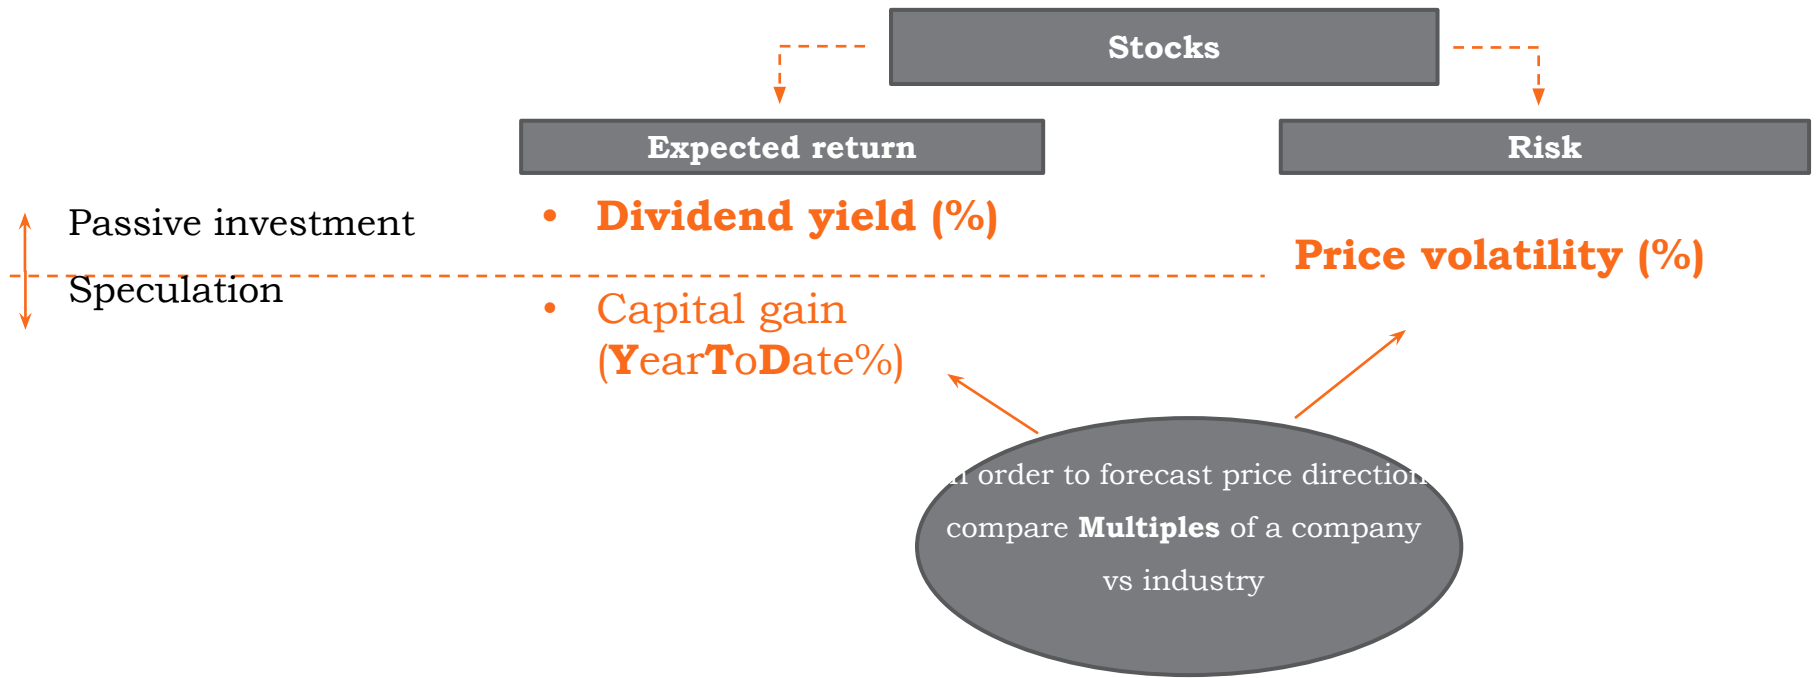 Stocks
Expected return
Risk
Passive investment
• Dividend yield (%)
Price volatility (%)
Speculation
• Capital gain
(YearToDate%)
n order to forecast price direction
compare Multiples of a company
vs industry